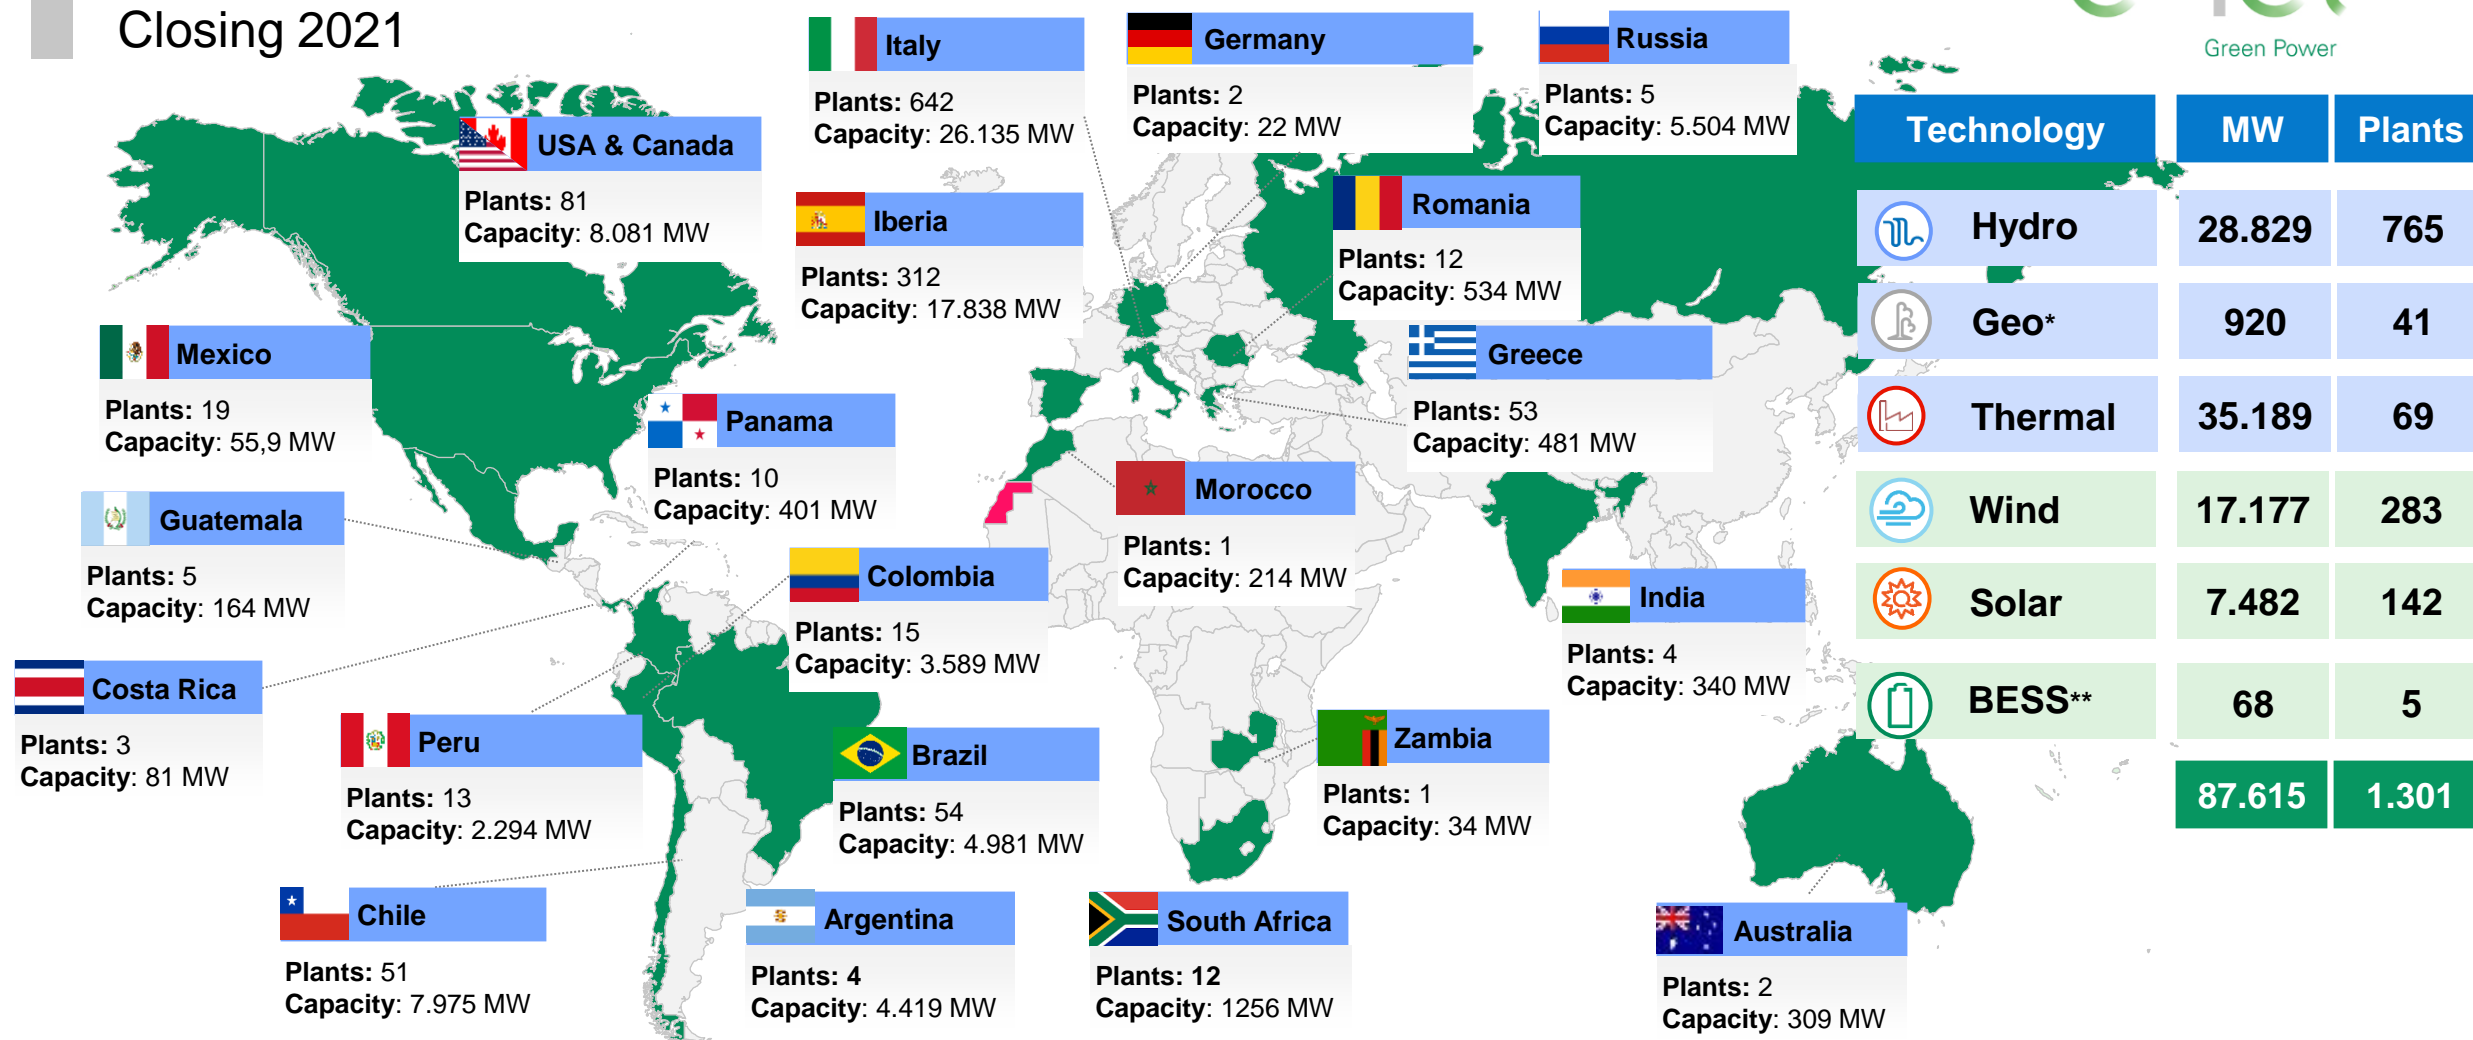 Closing 2021
Green Power
Italy
Plants: 642
Capacity: 26.135 MW
Germany
Plants: 2
Capacity: 22 MW
Russia
Plants: 5
Capacity: 5.504 MW
USA & Canada
Plants: 81
Capacity: 8.081 MW
Iberia
Plants: 312
Capacity: 17.838 MW
Romania
Plants: 12
Capacity: 534 MW
Mexico
Plants: 19
Capacity: 55,9 MW
Greece
Plants: 53
Capacity: 481 MW
Panama
Plants: 10
Capacity: 401 MW
Morocco
Plants: 1
Capacity: 214 MW
Guatemala
Plants: 5
Capacity: 164 MW
Colombia
Plants: 15
Capacity: 3.589 MW
India
Plants: 4
Capacity: 340 MW
Costa Rica
Plants: 3
Capacity: 81 MW
Peru
Plants: 13
Capacity: 2.294 MW
Brazil
Plants: 54
Capacity: 4.981 MW
Zambia
Plants: 1
Capacity: 34 MW
Chile
Plants: 51
Capacity: 7.975 MW
Argentina
Plants: 4
Capacity: 4.419 MW
South Africa
Plants: 12
Capacity: 1256 MW
Australia
Plants: 2
Capacity: 309 MW
Technology MW Plants
Hydro 28.829 765
Geo* 920 41
Thermal 35.189 69
Wind 17.177 283
Solar 7.482 142
BESS** 68 5
87.615 1.301